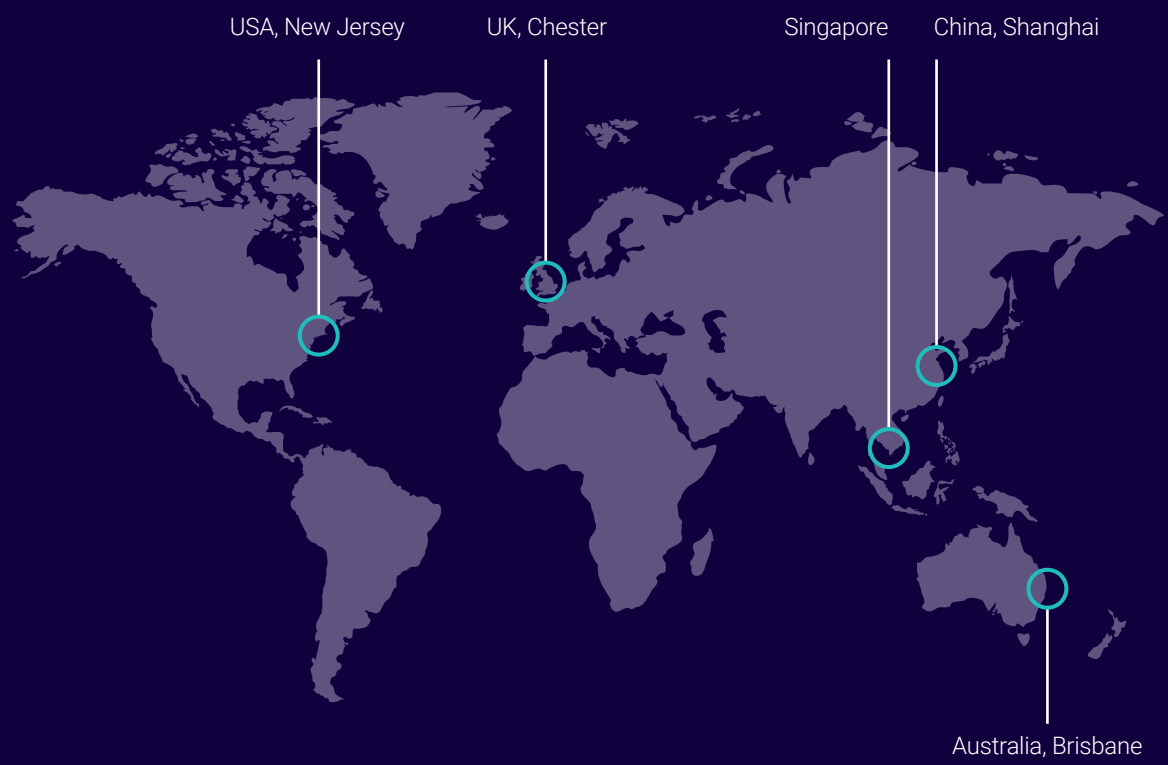 USA, New Jersey
UK, Chester
Singapore
China, Shanghai
Australia, Brisbane